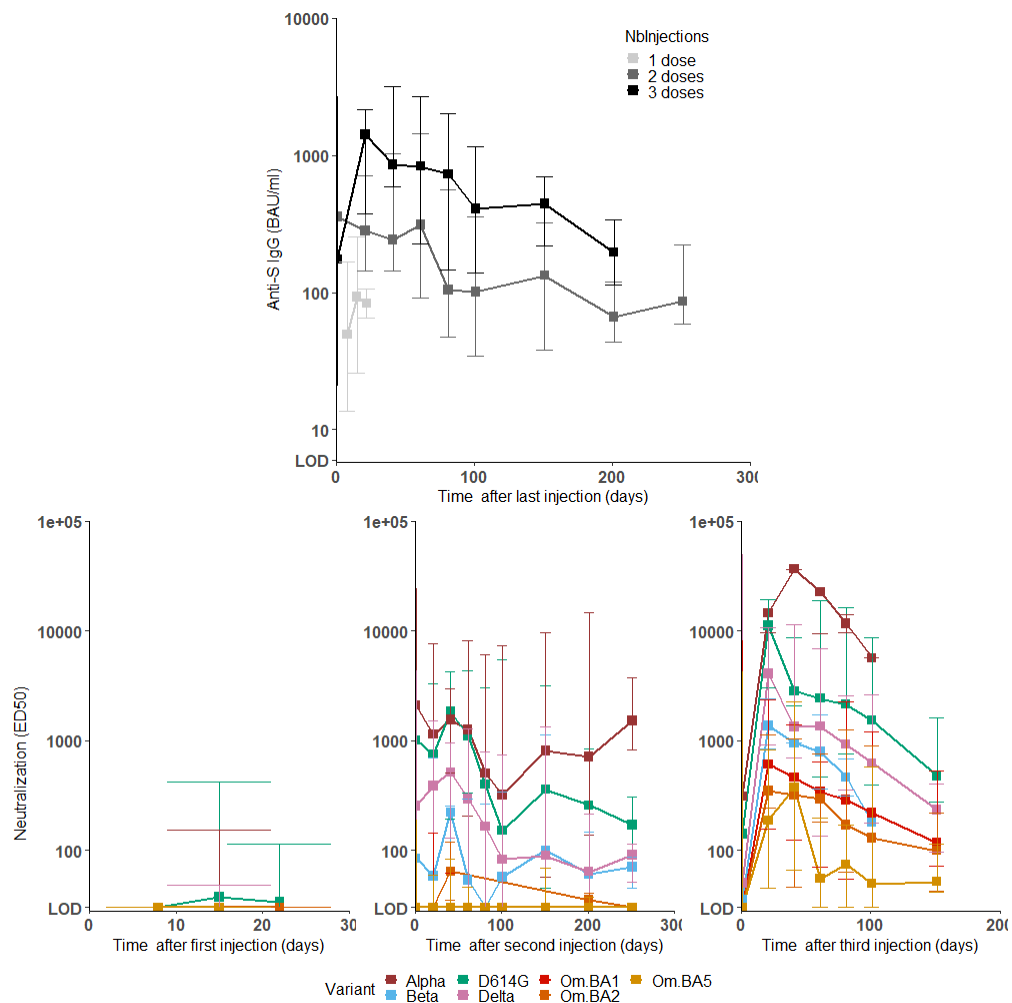 10000
1000
100
10
LOD
Anti-S IgG (BAU/ml)
NbInjections
1 dose
2 doses
3 doses
0 100 200 300
Time after last injection (days)
1e+05 1e+05 1e+05
10000 10000 10000
1000 1000 1000
100 100 100
LOD LOD LOD
Neutralization (ED50)
0 10 20 30 0 100 200 300 0 100 200
Time after first injection (days) Time after second injection (days) Time after third injection (days)
Variant
Alpha D614G Om.BA1 Om.BA5
Beta Delta Om.BA2